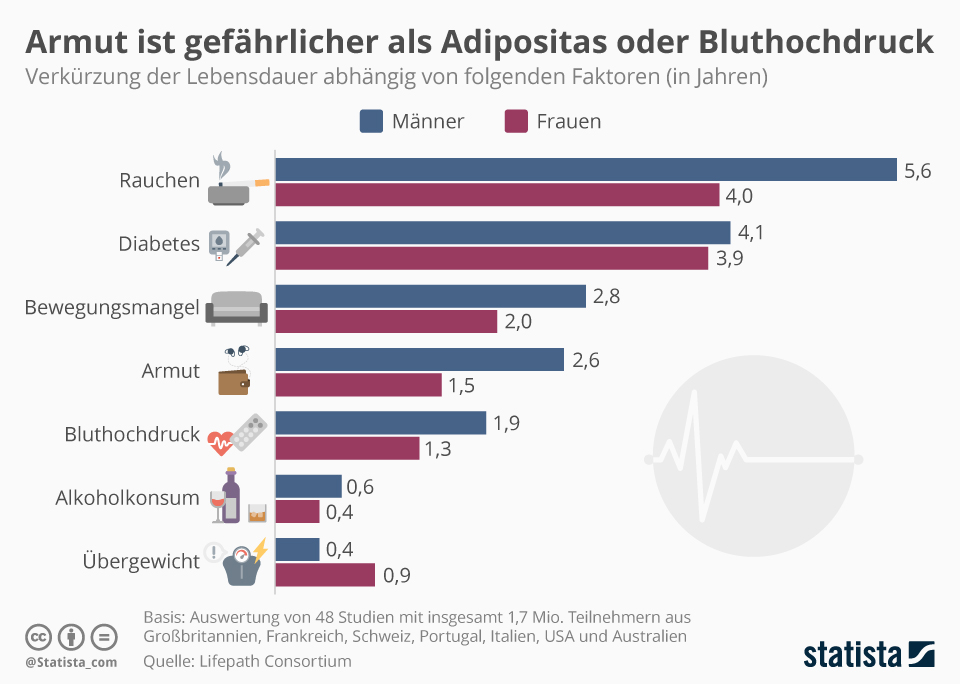 Armut ist gefährlicher als Adipositas oder Bluthochdruck
Verkürzung der Lebensdauer abhängig von folgenden Faktoren (in Jahren)
Männer
Frauen
Rauchen
5,6
4,0
Diabetes
4,1
3,9
Bewegungsmangel
2,8
2,0
Armut
2,6
1,5
Bluthochdruck
1,9
1,3
Alkoholkonsum
0,6
0,4
Übergewicht
0,4
0,9
Basis: Auswertung von 48 Studien mit insgesamt 1,7 Mio. Teilnehmern aus
Großbritannien, Frankreich, Schweiz, Portugal, Italien, USA und Australien
cc
@Statista_com
Quelle: Lifepath Consortium
statista